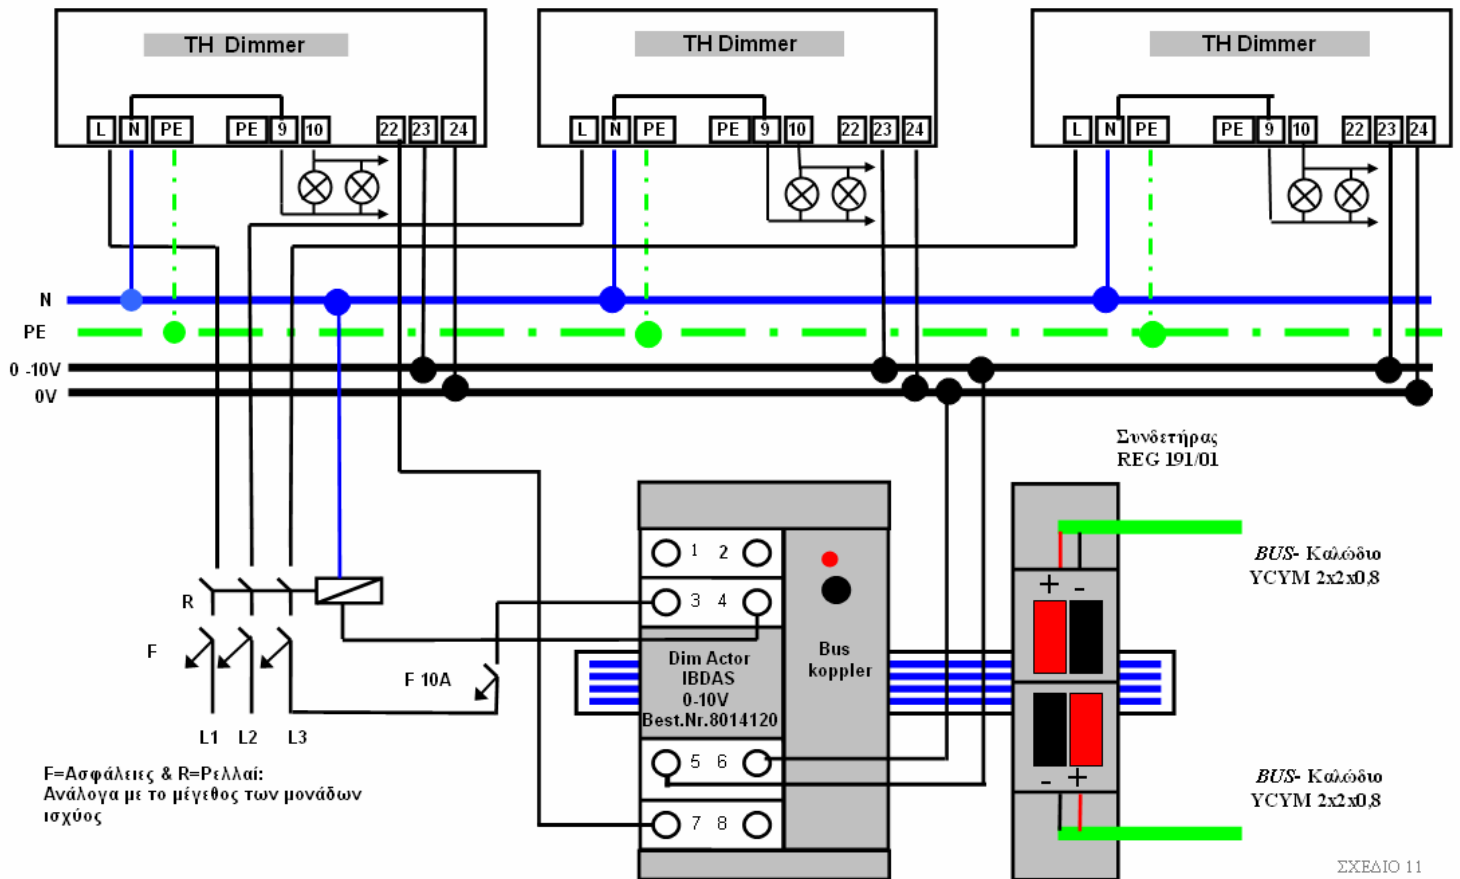 TH Dimmer
TH Dimmer
TH Dimmer
L N PE PE 9 10 22 23 24
L N PE PE 9 10 22 23 24
L N PE PE 9 10 22 23 24
N
PE
0 -10V
0V
Συνδετήρας
REG 191/01
BUS- Καλώδιο
YCYM 2x2x0,8
+ -
R
F
F 10A
L1 L2 L3
1 2
3 4
Dim Actor
IBDAS
0-10V
Best.Nr.8014120
Bus
koppler
5 6
7 8
- +
BUS- Καλώδιο
YCYM 2x2x0,8
F=Ασφάλειες & R=Ρελλαί:
Ανάλογα με το μέγεθος των μονάδων
ισχύος
ΣΧΕΔΙΟ 11